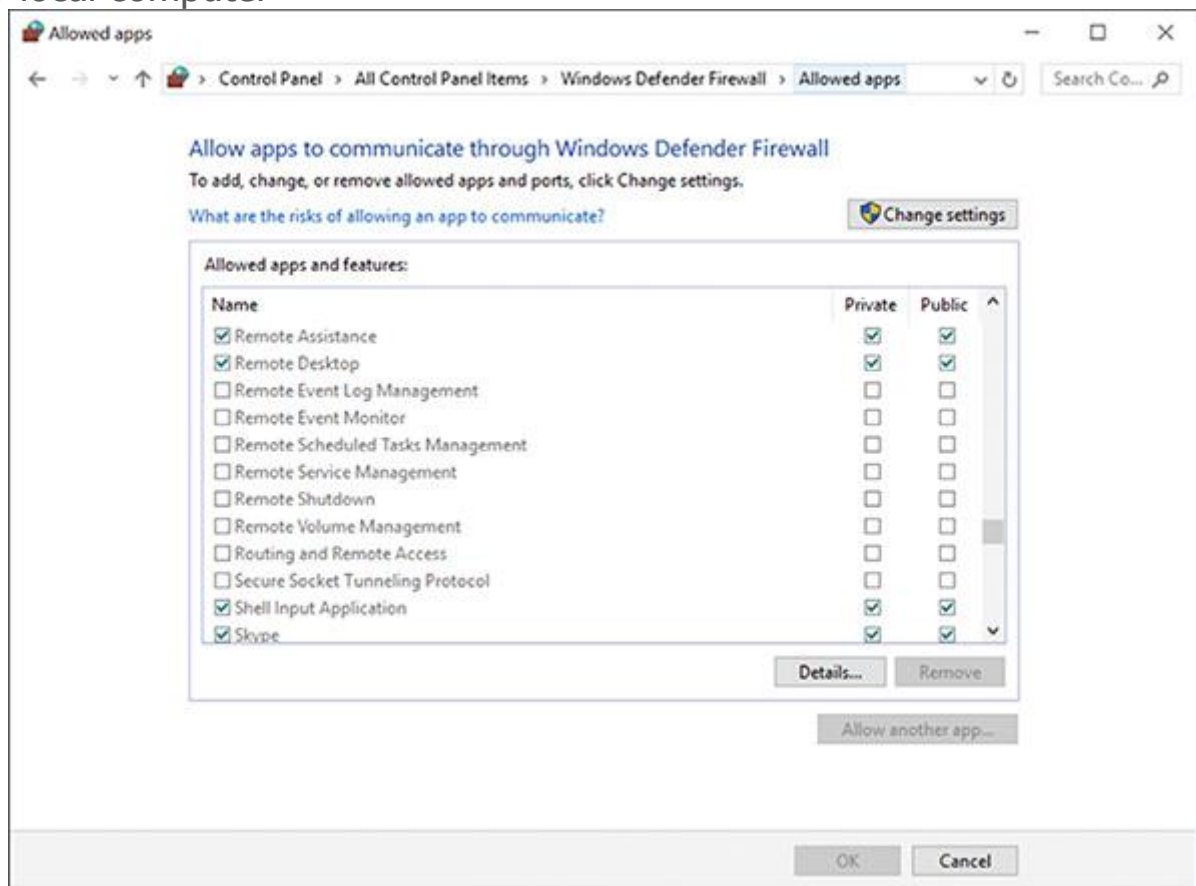 local computer
Allowed apps
Control Panel > All Control Panel Items > Windows Defender Firewall > Allowed apps
Search Co...
Allow apps to communicate through Windows Defender Firewall
To add, change, or remove allowed apps and ports, click Change settings.
What are the risks of allowing an app to communicate?
Change settings
Allowed apps and features:
Name Private Public
Remote Assistance
Remote Desktop
Remote Event Log Management
Remote Event Monitor
Remote Scheduled Tasks Management
Remote Service Management
Remote Shutdown
Remote Volume Management
Routing and Remote Access
Secure Socket Tunneling Protocol
Shell Input Application
Skype
Details... Remove
Allow another app...
OK Cancel